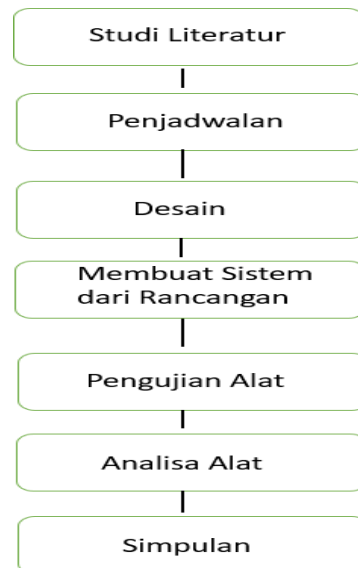 Studi Literatur
Penjadwalan
Desain
Membuat Sistem
dari Rancangan
Pengujian Alat
Analisa Alat
Simpulan